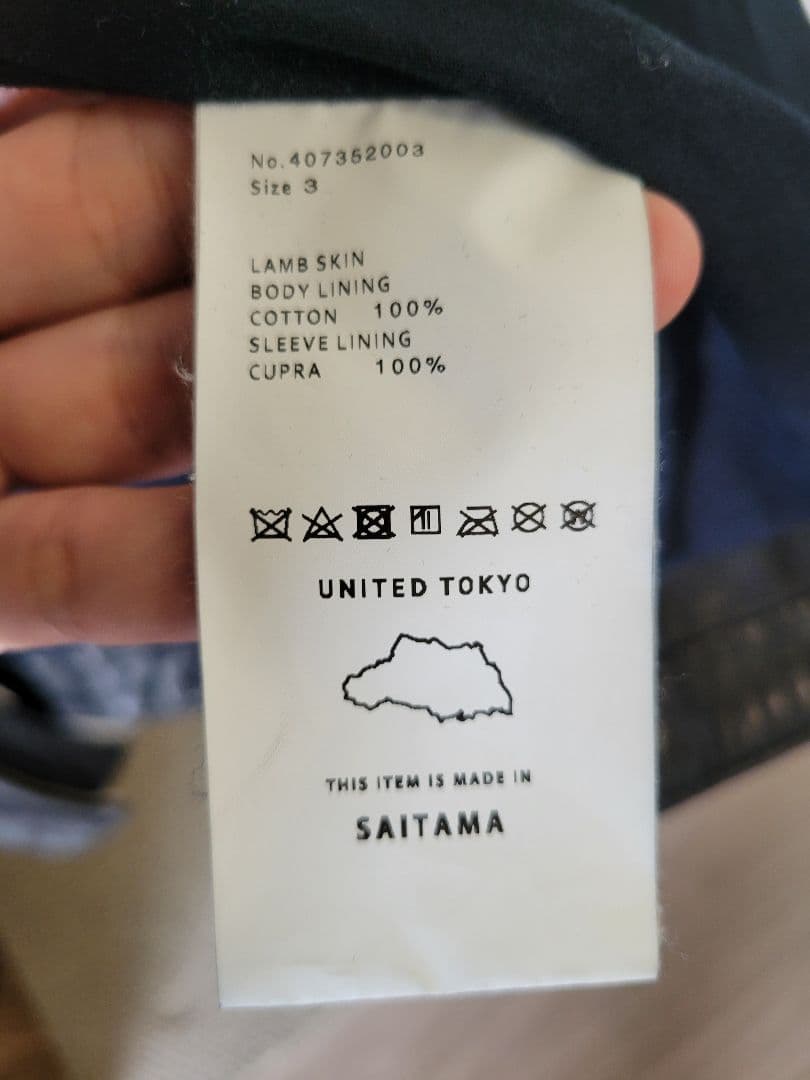 No.407352003
Size 3
LAMB SKIN
BODY LINING
COTTON 100%
SLEEVE LINING
CUPRA 100%
UNITED TOKYO
THIS ITEM IS MADE IN
SAITAMA